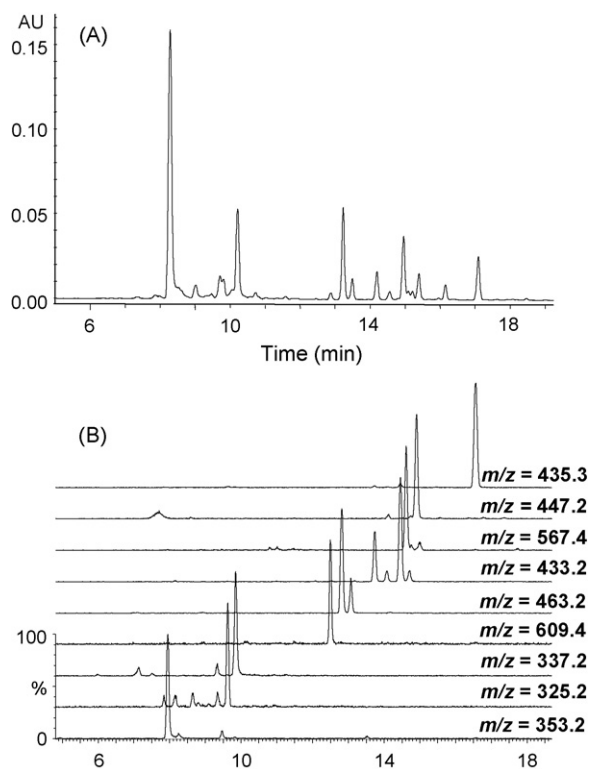 AU
(A)
0.15
0.10
0.05
0.00
6 10 14 18
Time (min)
(B)
m/z = 435.3
m/z = 447.2
m/z = 567.4
m/z = 433.2
m/z = 463.2
m/z = 609.4
100
m/z = 337.2
%
m/z = 325.2
m/z = 353.2
0
6 10 14 18